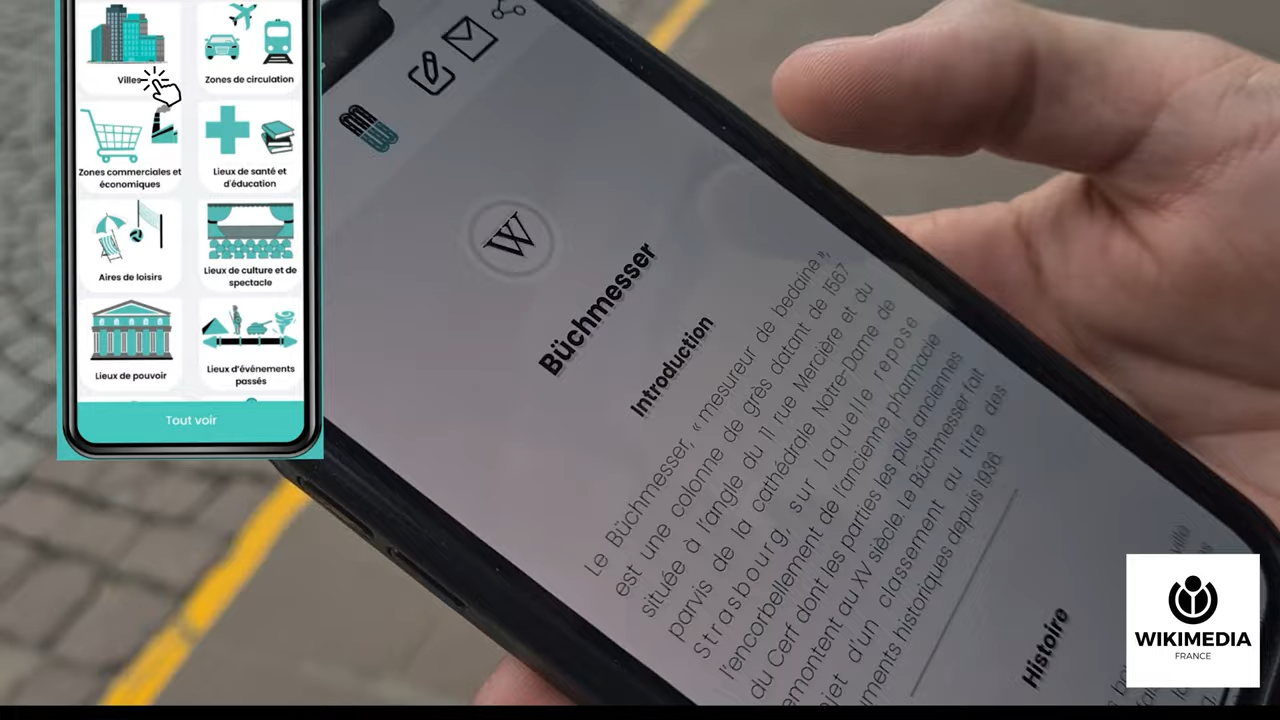 Villes
Zones de circulation
Zones commerciales et
économiques
Lieux de santé et
d'éducation
Aires de loisirs
Lieux de culture et de
spectacle
Lieux de pouvoir
Lieux d'évènements
passés
Tout voir
W
Büchmesser
Introduction
Le Büchmesser, « mesureur de bedaine »,
est une colonne de grès datant de 1567
située à l'angle du 11 rue Mercière et du
parvis de la cathédrale Notre-Dame de
Strasbourg, sur laquelle repose
l'encorbellement de l'ancienne pharmacie
du Cerf dont les parties les plus anciennes
emontent au XV siècle. Le Büchmesser fait
jet d'un classement au titre des
uments historiques depuis 1936.
Histoire
ville
WIKIMEDIA
FRANCE